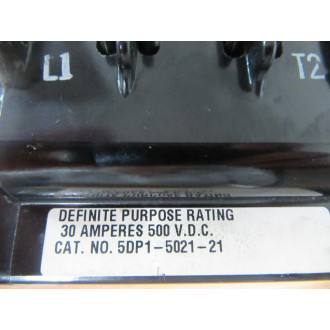 L1 T2
DEFINITE PURPOSE RATING
30 AMPERES 500 V.D.C.
CAT. NO. 5DP1-5021-21